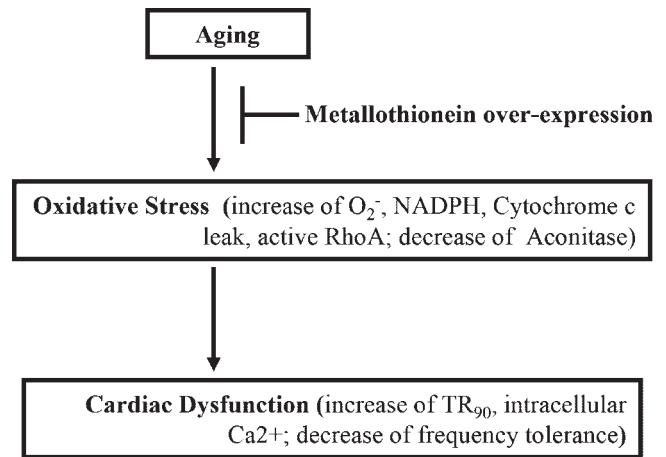 Aging
Metallothionein over-expression
Oxidative Stress (increase of O₂⁻, NADPH, Cytochrome c
leak, active RhoA; decrease of Aconitase)
Cardiac Dysfunction (increase of TR₉₀, intracellular
Ca2+; decrease of frequency tolerance)